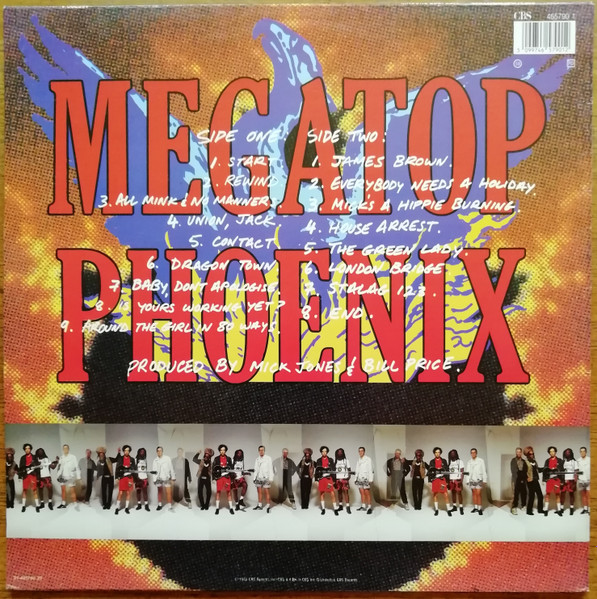 CBS 465790 1
MEGATOP
PHOENIX
SIDE ONE:
1. START
2. REWIND
3. ALL MINK & NO MANNERS.
4. UNION, JACK.
5. CONTACT
6. DRAGON TOWN
7. BABY DON'T APOLOGISE
8. IS YOURS WORKING YET?
9. AROUND THE GIRL IN 80 WAYS
SIDE TWO:
1. JAMES BROWN.
2. EVERYBODY NEEDS A HOLIDAY.
3. MICK'S A HIPPIE BURNING
4. HOUSE ARREST.
5. THE GREEN LADY.
6. LONDON BRIDGE
7. STALAG 123.
8. END.
PRODUCED BY MICK JONES & BILL PRICE.